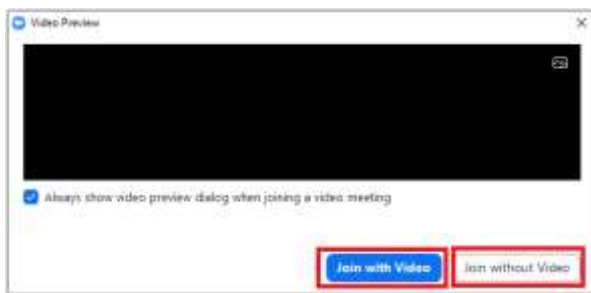 Video Preview
Always show video preview dialog when joining a video meeting
Join with Video
Join without Video